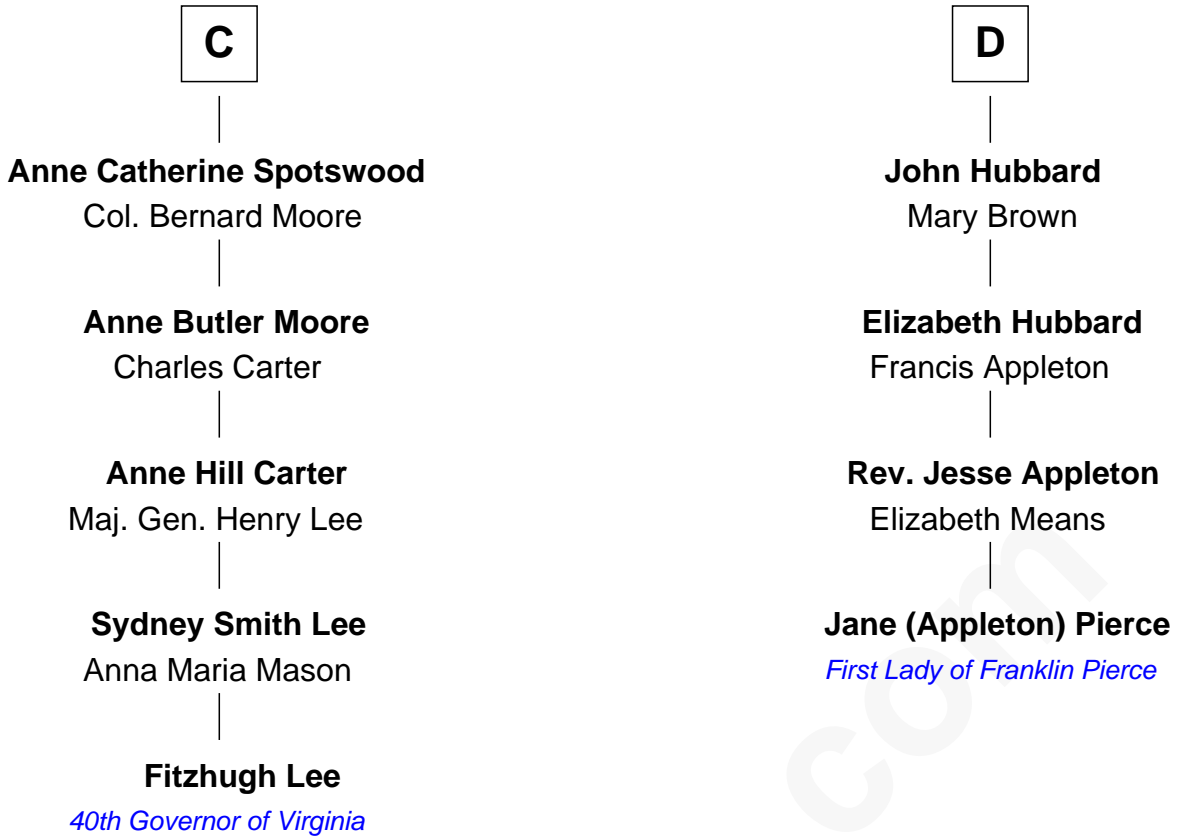 C
Anne Catherine Spotswood
Col. Bernard Moore
Anne Butler Moore
Charles Carter
Anne Hill Carter
Maj. Gen. Henry Lee
Sydney Smith Lee
Anna Maria Mason
Fitzhugh Lee
40th Governor of Virginia
D
John Hubbard
Mary Brown
Elizabeth Hubbard
Francis Appleton
Rev. Jesse Appleton
Elizabeth Means
Jane (Appleton) Pierce
First Lady of Franklin Pierce
com